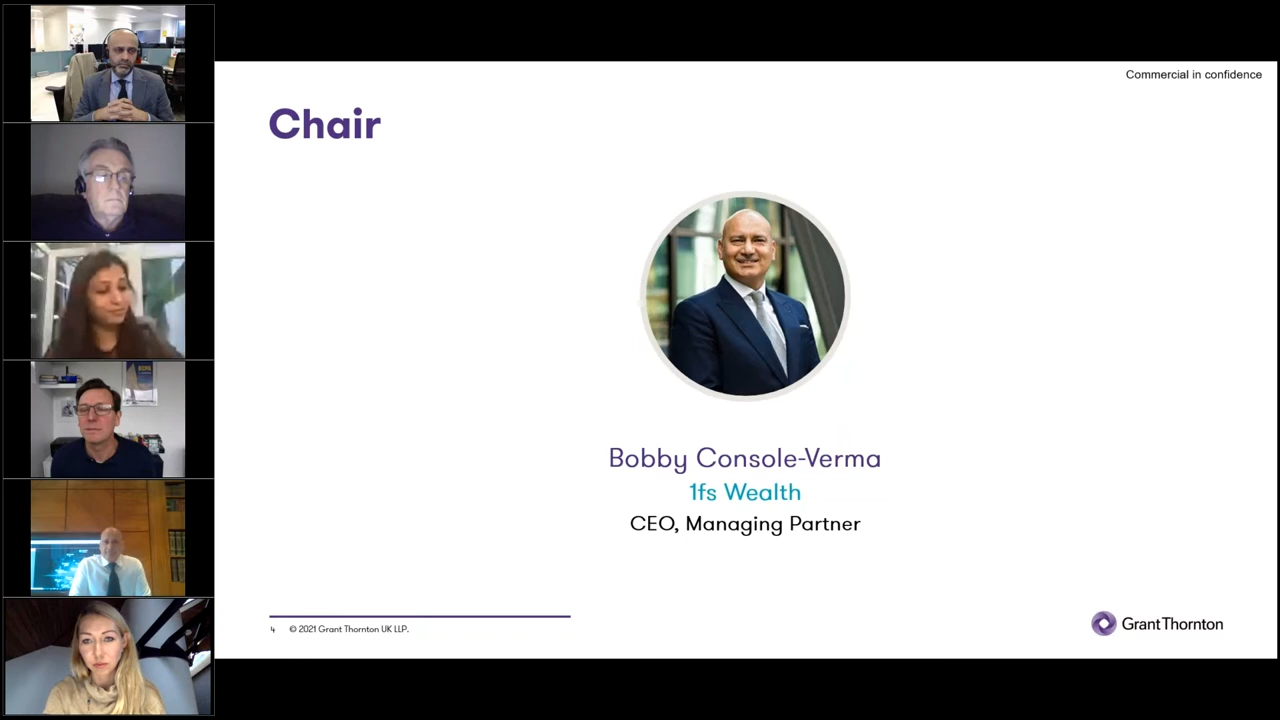 Commercial in confidence
Chair
Bobby Console-Verma
1fs Wealth
CEO, Managing Partner
4 © 2021 Grant Thornton UK LLP.
Grant Thornton